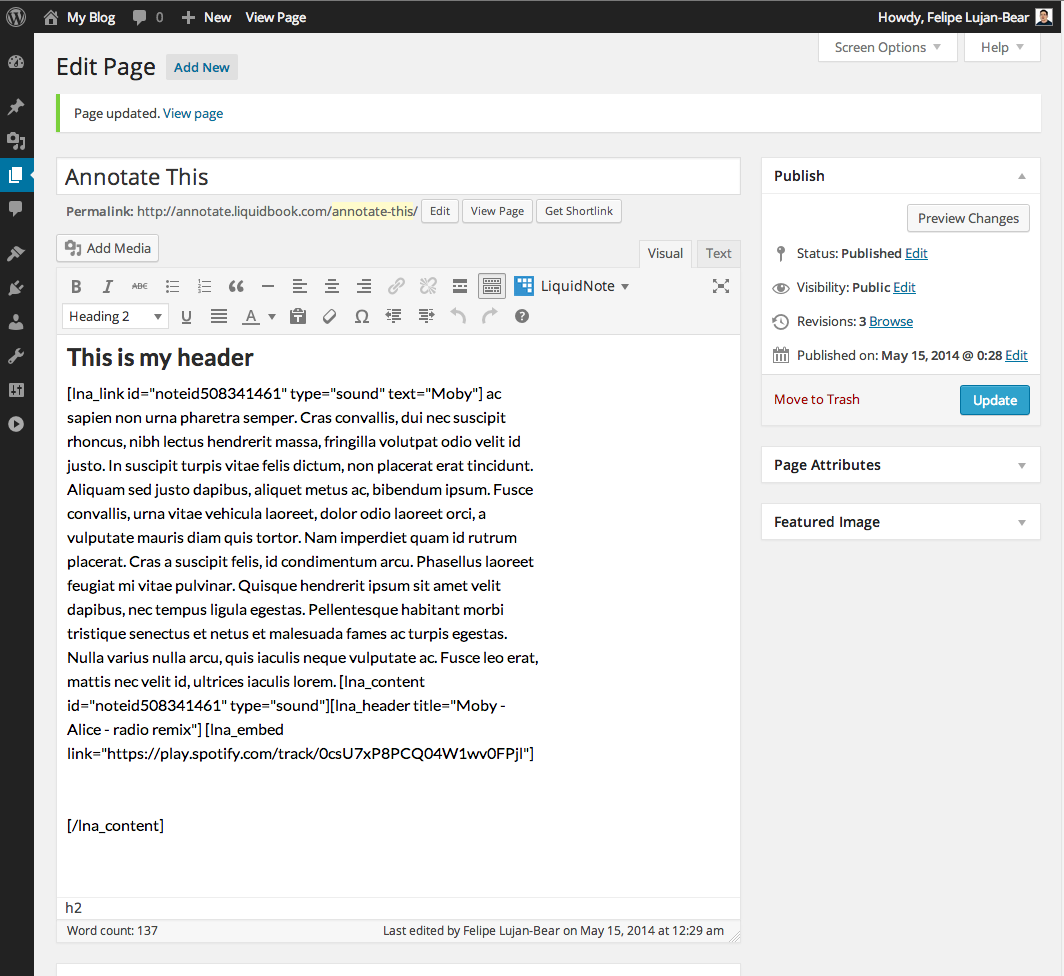 My Blog 0 New View Page Howdy, Felipe Lujan-Bear
Screen Options Help
Edit Page Add New
Page updated. View page
Annotate This
Permalink: http://annotate.liquidbook.com/annotate-this/ Edit View Page Get Shortlink
Add Media
Visual Text
B I ABC LiquidNote
Heading 2 U A Ω ?
This is my header
[lna_link id="noteid508341461" type="sound" text="Moby"] ac
sapien non urna pharetra semper. Cras convallis, dui nec suscipit
rhoncus, nibh lectus hendrerit massa, fringilla volutpat odio velit id
justo. In suscipit turpis vitae felis dictum, non placerat erat tincidunt.
Aliquam sed justo dapibus, aliquet metus ac, bibendum ipsum. Fusce
convallis, urna vitae vehicula laoreet, dolor odio laoreet orci, a
vulputate mauris diam quis tortor. Nam imperdiet quam id rutrum
placerat. Cras a suscipit felis, id condimentum arcu. Phasellus laoreet
feugiat mi vitae pulvinar. Quisque hendrerit ipsum sit amet velit
dapibus, nec tempus ligula egestas. Pellentesque habitant morbi
tristique senectus et netus et malesuada fames ac turpis egestas.
Nulla varius nulla arcu, quis iaculis neque vulputate ac. Fusce leo erat,
mattis nec velit id, ultrices iaculis lorem. [lna_content
id="noteid508341461" type="sound"][lna_header title="Moby -
Alice - radio remix"] [lna_embed
link="https://play.spotify.com/track/0csU7xP8PCQ04W1wv0FPjl"]
[/lna_content]
h2
Word count: 137 Last edited by Felipe Lujan-Bear on May 15, 2014 at 12:29 am
Publish
Preview Changes
Status: Published Edit
Visibility: Public Edit
Revisions: 3 Browse
Published on: May 15, 2014 @ 0:28 Edit
Move to Trash Update
Page Attributes
Featured Image